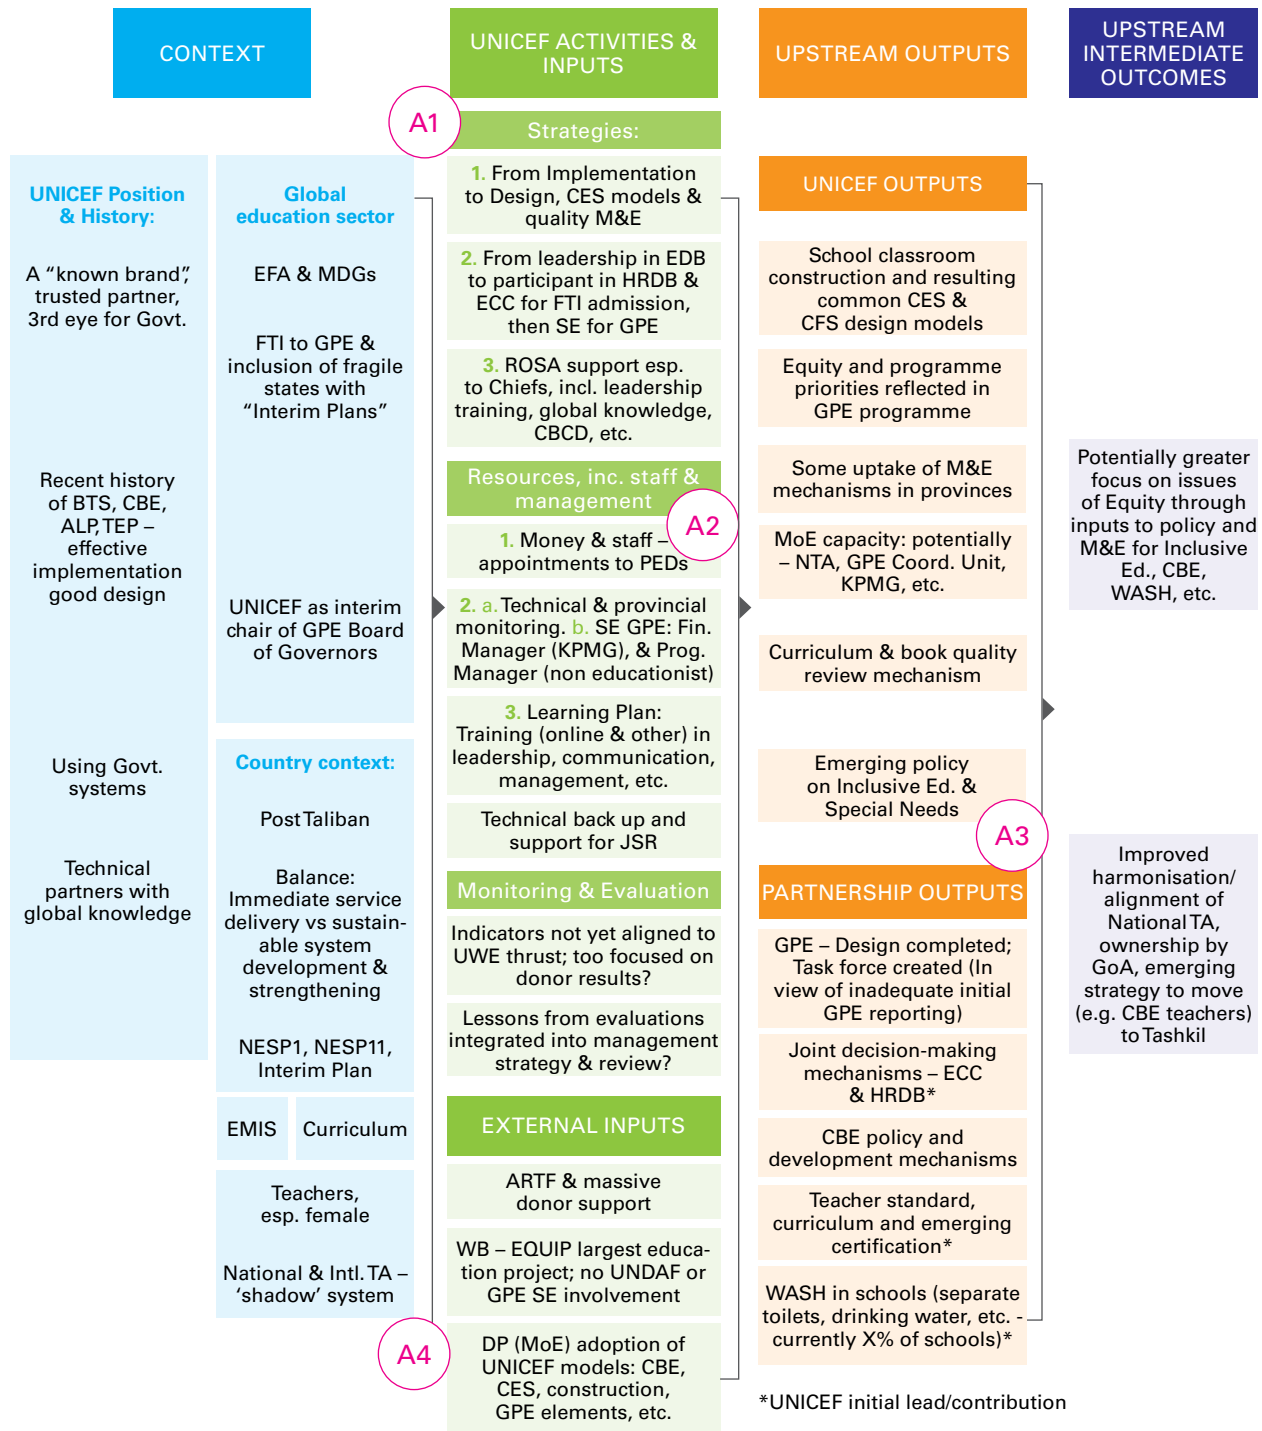 CONTEXT
UNICEF Position
& History:
A “known brand”,
trusted partner,
3rd eye for Govt.
Recent history
of BTS, CBE,
ALP, TEP –
effective
implementation
good design
Using Govt.
systems
Technical
partners with
global knowledge
Global
education sector
EFA & MDGs
FTI to GPE &
inclusion of fragile
states with
“Interim Plans”
UNICEF as interim
chair of GPE Board
of Governors
Country context:
Post Taliban
Balance:
Immediate service
delivery vs sustain-
able system
development &
strengthening
NESP1, NESP11,
Interim Plan
EMIS
Curriculum
Teachers,
esp. female
National & Intl. TA –
‘shadow’ system
UNICEF ACTIVITIES &
INPUTS
A1
Strategies:
1. From Implementation
to Design, CES models &
quality M&E
2. From leadership in EDB
to participant in HRDB &
ECC for FTI admission,
then SE for GPE
3. ROSA support esp.
to Chiefs, incl. leadership
training, global knowledge,
CBCD, etc.
Resources, inc. staff &
management
A2
1. Money & staff –
appointments to PEDs
2. a. Technical & provincial
monitoring. b. SE GPE: Fin.
Manager (KPMG), & Prog.
Manager (non educationist)
3. Learning Plan:
Training (online & other) in
leadership, communication,
management, etc.
Technical back up and
support for JSR
Monitoring & Evaluation
Indicators not yet aligned to
UWE thrust; too focused on
donor results?
Lessons from evaluations
integrated into management
strategy & review?
EXTERNAL INPUTS
ARTF & massive
donor support
WB – EQUIP largest educa-
tion project; no UNDAF or
GPE SE involvement
A4
DP (MoE) adoption of
UNICEF models: CBE,
CES, construction,
GPE elements, etc.
UPSTREAM OUTPUTS
UNICEF OUTPUTS
School classroom
construction and resulting
common CES &
CFS design models
Equity and programme
priorities reflected in
GPE programme
Some uptake of M&E
mechanisms in provinces
MoE capacity: potentially
– NTA, GPE Coord. Unit,
KPMG, etc.
Curriculum & book quality
review mechanism
Emerging policy
on Inclusive Ed. &
Special Needs
A3
PARTNERSHIP OUTPUTS
GPE – Design completed;
Task force created (In
view of inadequate initial
GPE reporting)
Joint decision-making
mechanisms – ECC
& HRDB*
CBE policy and
development mechanisms
Teacher standard,
curriculum and emerging
certification*
WASH in schools (separate
toilets, drinking water, etc. -
currently X% of schools)*
*UNICEF initial lead/contribution
UPSTREAM
INTERMEDIATE
OUTCOMES
Potentially greater
focus on issues
of Equity through
inputs to policy and
M&E for Inclusive
Ed., CBE,
WASH, etc.
Improved
harmonisation/
alignment of
National TA,
ownership by
GoA, emerging
strategy to move
(e.g. CBE teachers)
to Tashkil